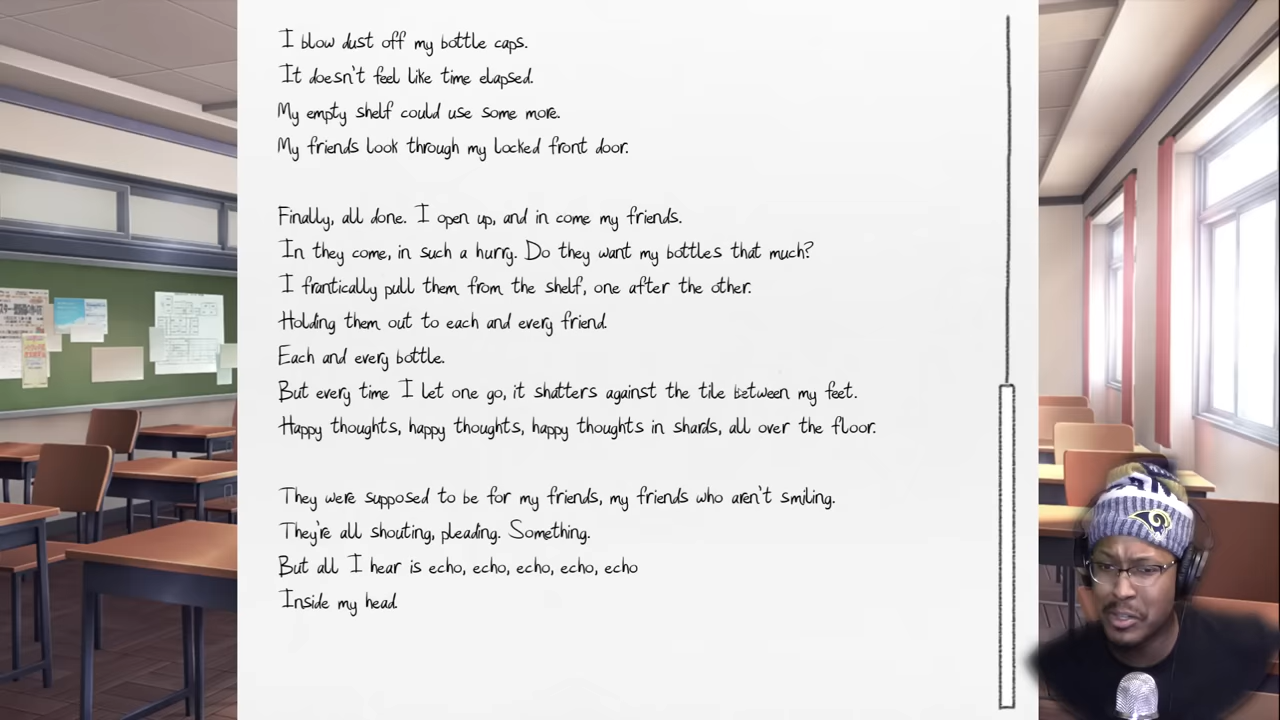 I blow dust off my bottle caps.
It doesn't feel like time elapsed.
My empty shelf could use some more.
My friends look through my locked front door.
Finally, all done. I open up, and in come my friends.
In they come, in such a hurry. Do they want my bottles that much?
I frantically pull them from the shelf, one after the other.
Holding them out to each and every friend.
Each and every bottle.
But every time I let one go, it shatters against the tile between my feet.
Happy thoughts, happy thoughts, happy thoughts in shards, all over the floor.
They were supposed to be for my friends, my friends who aren't smiling.
They're all shouting, pleading. Something.
But all I hear is echo, echo, echo, echo, echo
Inside my head.